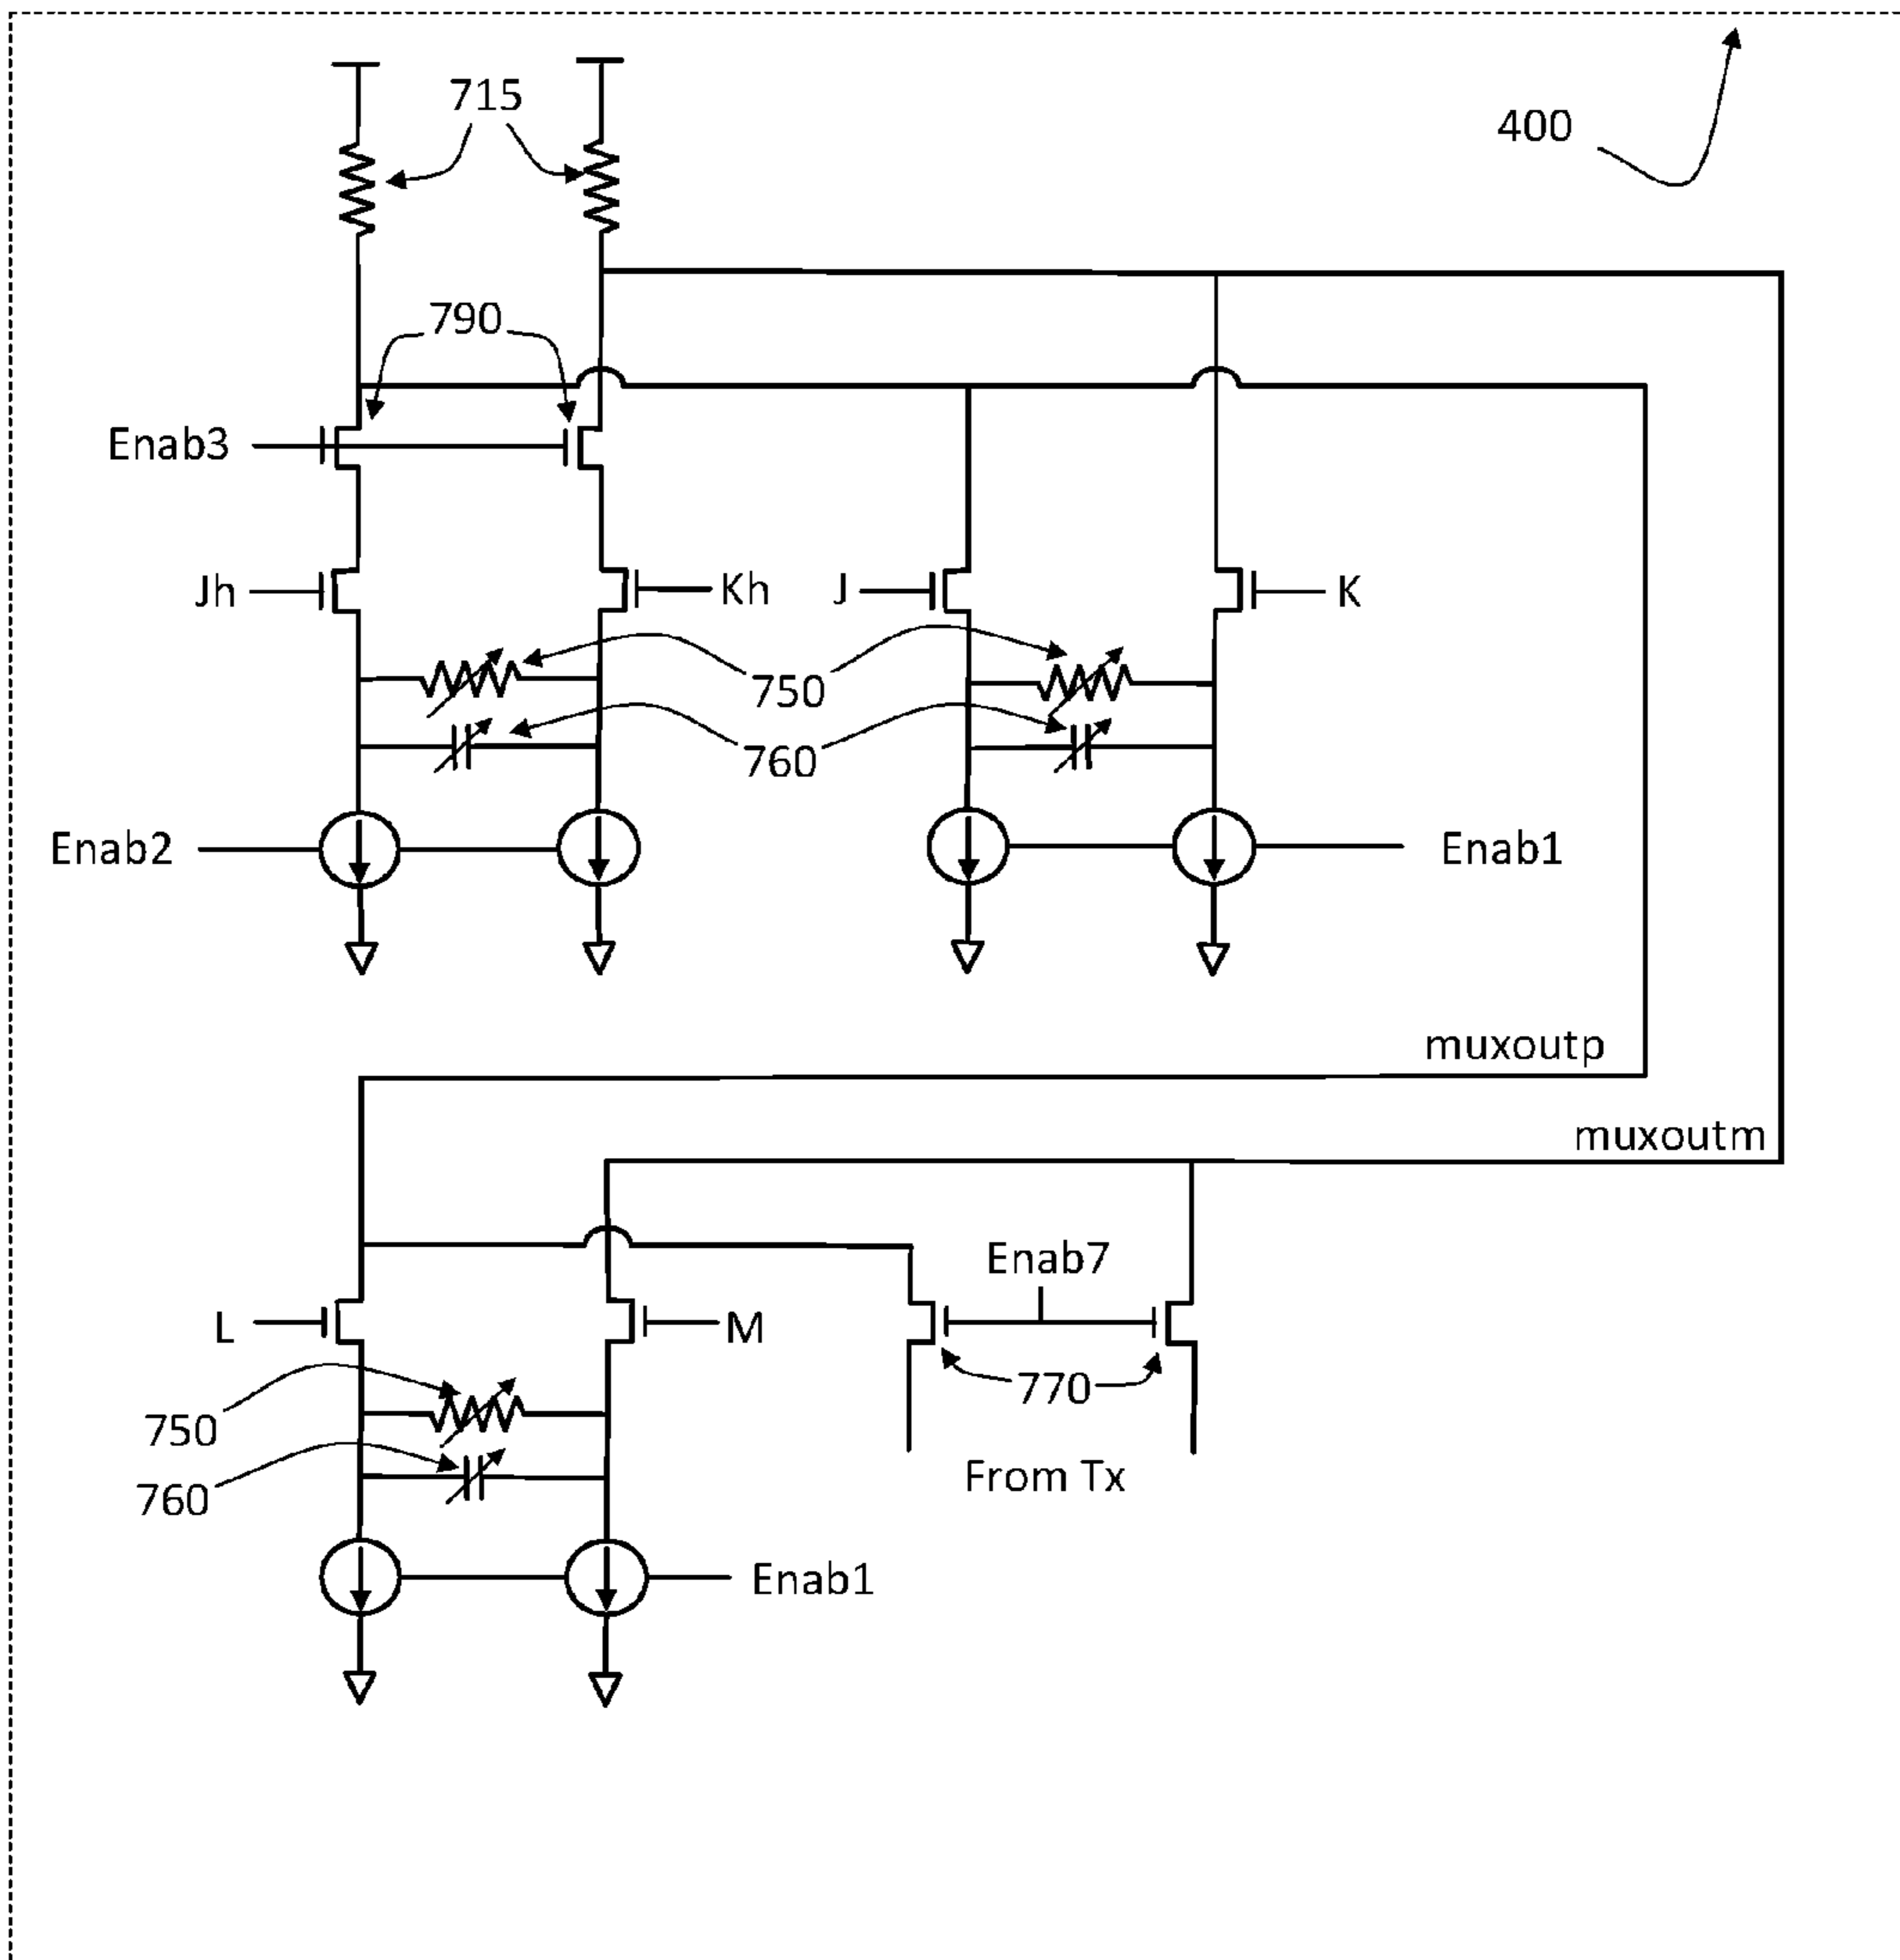 715
400
790
Enab3
Jh
Kh
J
K
750
760
Enab2
Enab1
muxoutp
muxoutm
Enab7
L
M
770
750
From Tx
760
Enab1